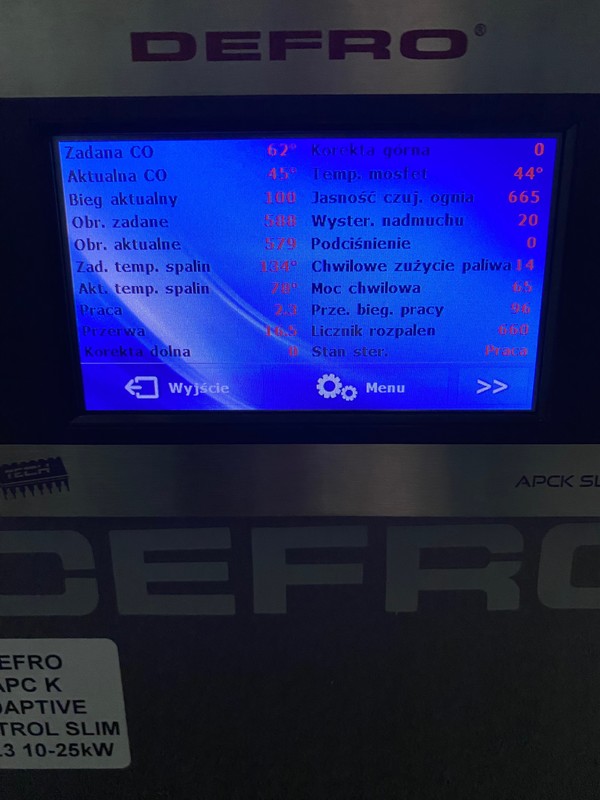 DEFRO®
Zadana CO 62° Korekta górna 0
Aktualna CO 45° Temp. mosfet 44°
Bieg aktualny 100 Jasność czuj. ognia 665
Obr. zadane 588 Wyster. nadmuchu 20
Obr. aktualne 579 Podciśnienie 0
Zad. temp. spalin 134° Chwilowe zużycie paliwa 14
Akt. temp. spalin 78° Moc chwilowa 65
Praca 2.3 Prze. bieg. pracy 96
Przerwa 16.5 Licznik rozpaleń 660
Korekta dolna 0 Stan ster. Praca
Wyjście Menu >>
TECH APCK SL
DEFRO
EFRO
APC K
DAPTIVE
TROL SLIM
.3 10-25kW